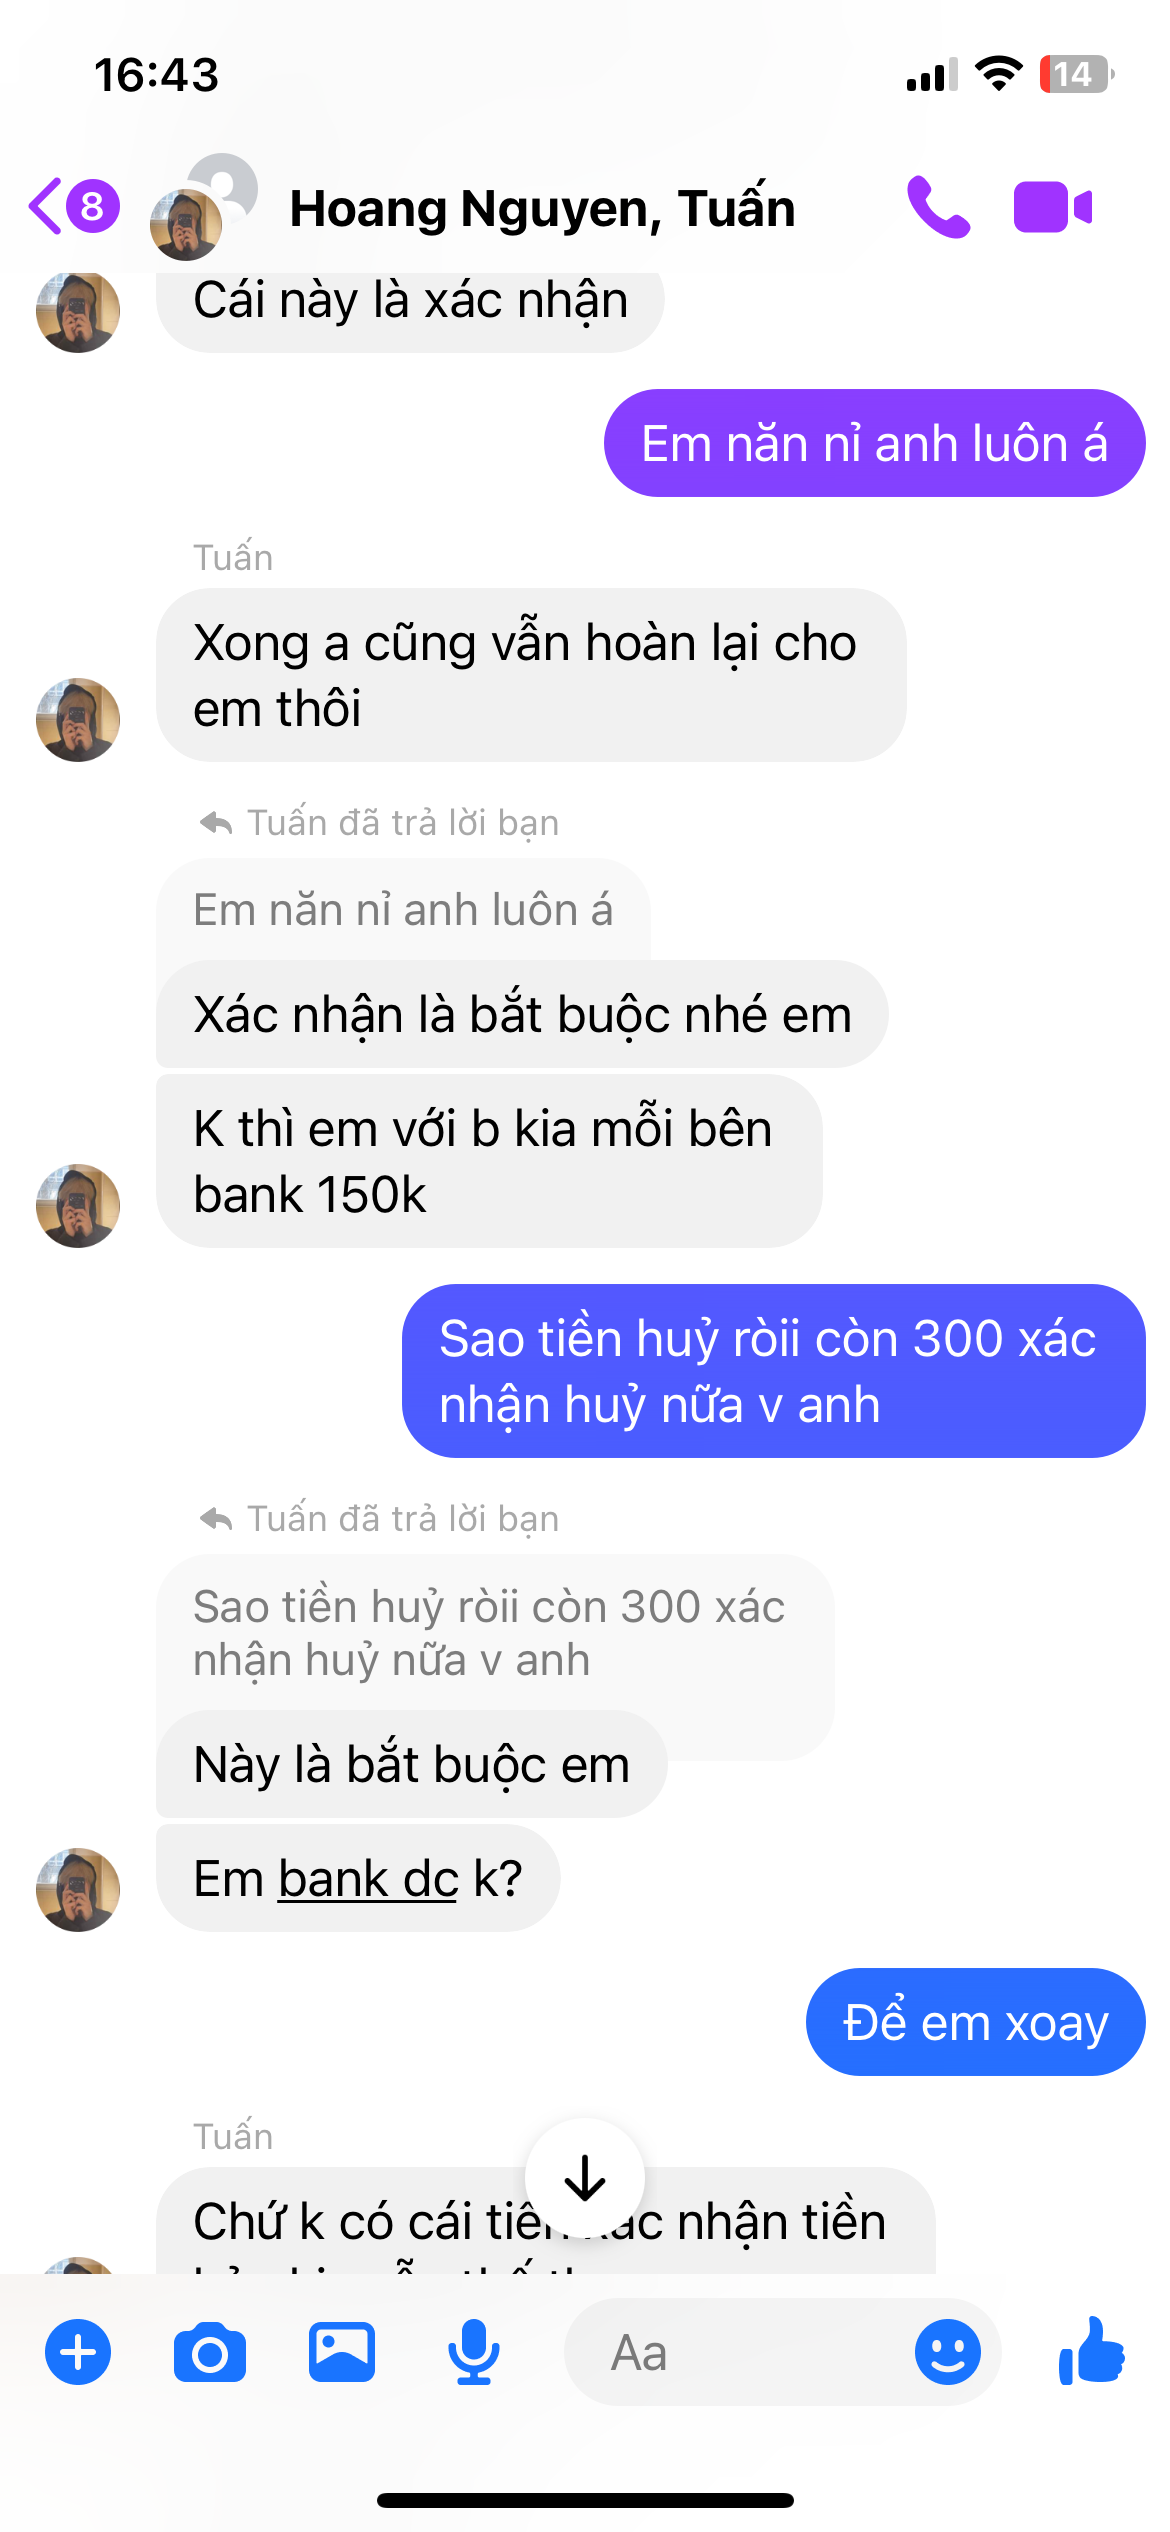 16:43
14
8
Hoang Nguyen, Tuấn
Cái này là xác nhận
Em năn nỉ anh luôn á
Tuấn
Xong a cũng vẫn hoàn lại cho
em thôi
Tuấn đã trả lời bạn
Em năn nỉ anh luôn á
Xác nhận là bắt buộc nhé em
K thì em với b kia mỗi bên
bank 150k
Sao tiền huỷ ròii còn 300 xác
nhận huỷ nữa v anh
Tuấn đã trả lời bạn
Sao tiền huỷ ròii còn 300 xác
nhận huỷ nữa v anh
Này là bắt buộc em
Em bank dc k?
Để em xoay
Tuấn
Chứ k có cái tiền xác nhận tiền
Aa